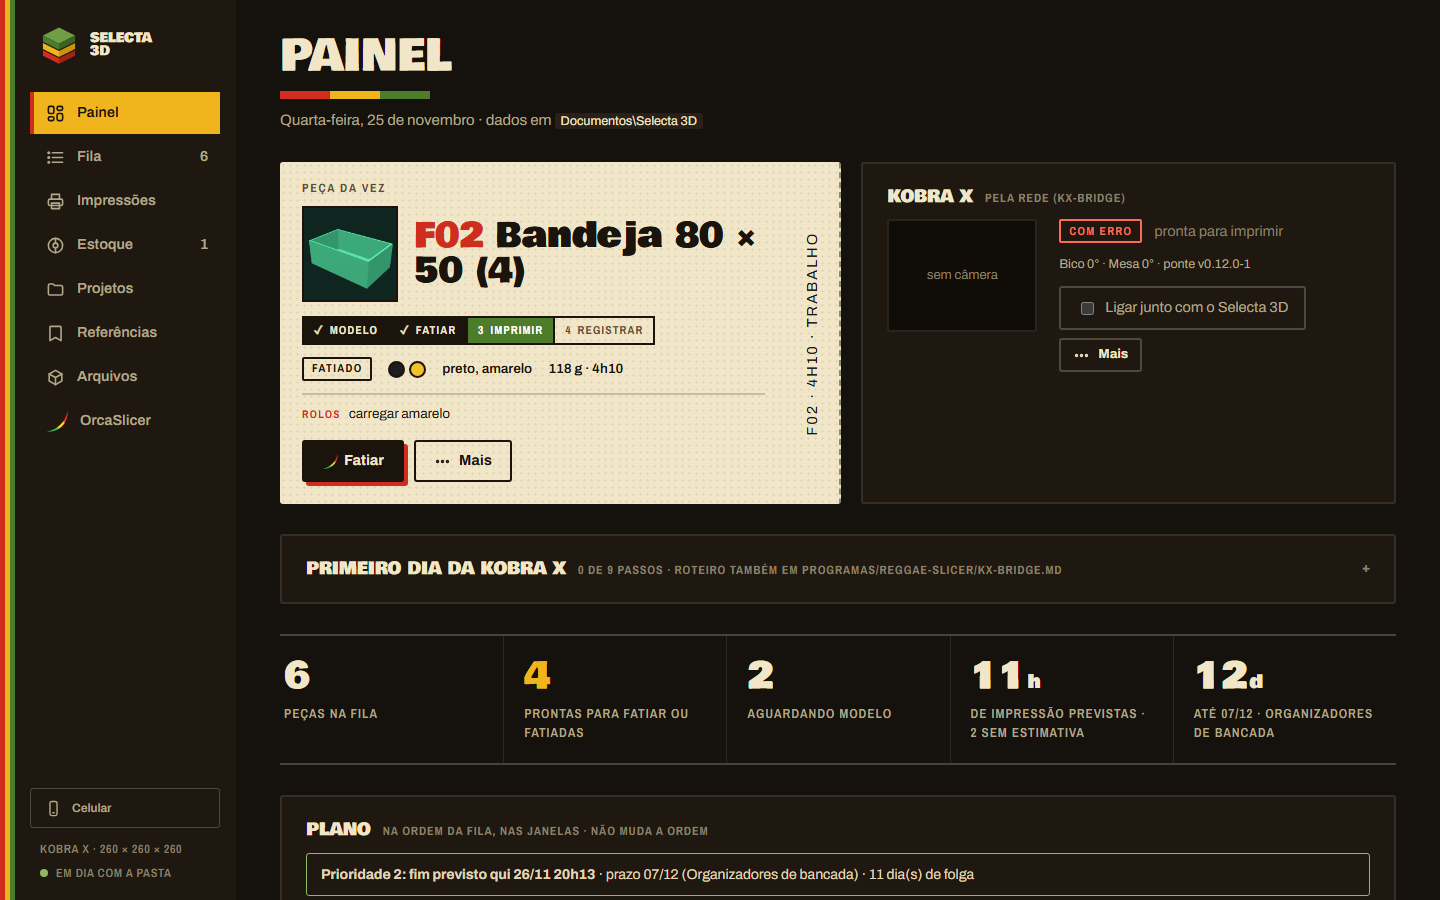 SELECTA
3D
Painel
Fila 6
Impressões
Estoque 1
Projetos
Referências
Arquivos
OrcaSlicer
Celular
KOBRA X · 260 × 260 × 260
EM DIA COM A PASTA
PAINEL
Quarta-feira, 25 de novembro · dados em Documentos\Selecta 3D
PEÇA DA VEZ
F02 Bandeja 80 ×
50 (4)
✓ MODELO ✓ FATIAR 3 IMPRIMIR 4 REGISTRAR
FATIADO preto, amarelo 118 g · 4h10
ROLOS carregar amarelo
Fatiar ••• Mais
F02 · 4H10 · TRABALHO
KOBRA X PELA REDE (KX-BRIDGE)
sem câmera
COM ERRO pronta para imprimir
Bico 0° · Mesa 0° · ponte v0.12.0-1
Ligar junto com o Selecta 3D
••• Mais
PRIMEIRO DIA DA KOBRA X 0 DE 9 PASSOS · ROTEIRO TAMBÉM EM PROGRAMAS/REGGAE-SLICER/KX-BRIDGE.MD +
6
PEÇAS NA FILA
4
PRONTAS PARA FATIAR OU
FATIADAS
2
AGUARDANDO MODELO
11h
DE IMPRESSÃO PREVISTAS ·
2 SEM ESTIMATIVA
12d
ATÉ 07/12 · ORGANIZADORES
DE BANCADA
PLANO NA ORDEM DA FILA, NAS JANELAS · NÃO MUDA A ORDEM
Prioridade 2: fim previsto qui 26/11 20h13 · prazo 07/12 (Organizadores de bancada) · 11 dia(s) de folga